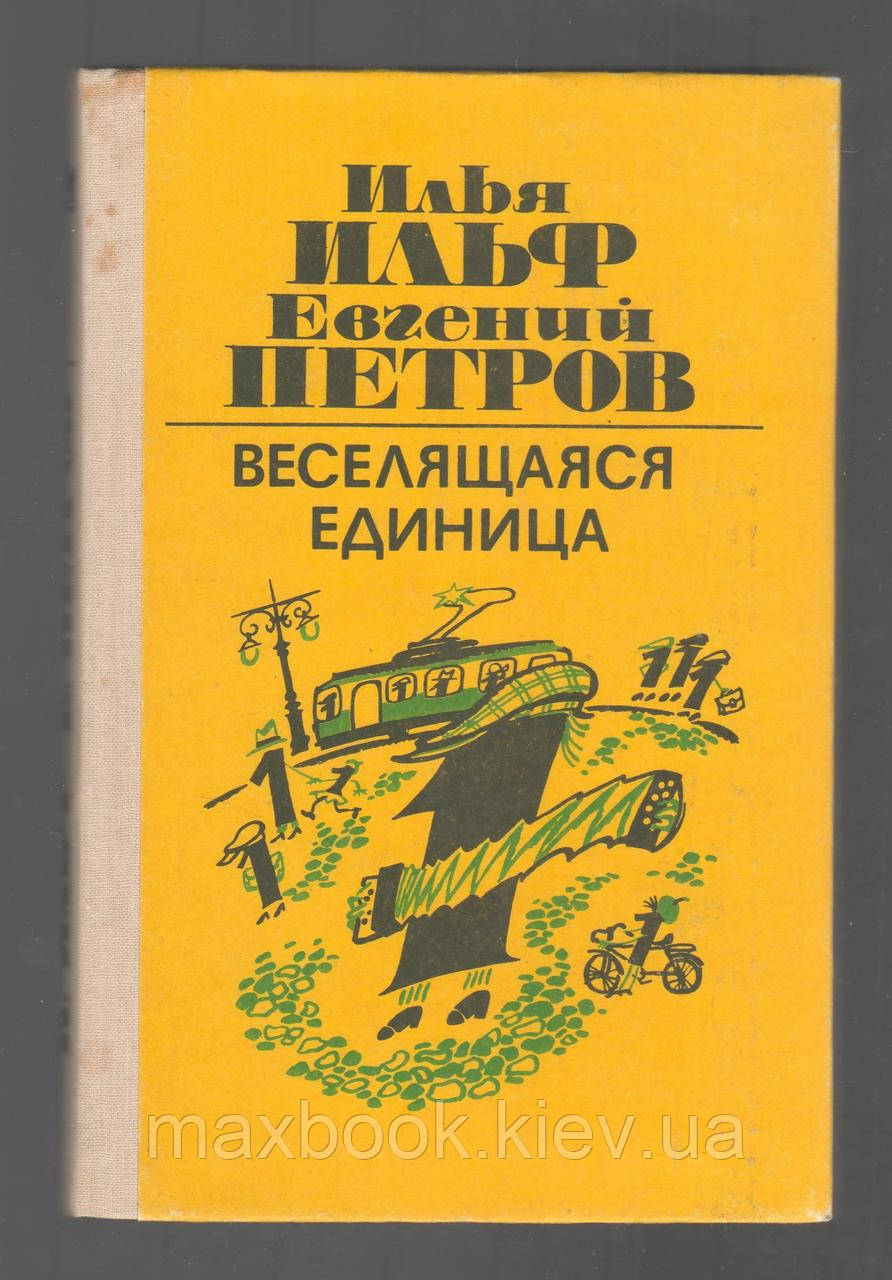 Илья
ИЛЬФ
Евгений
ПЕТРОВ
ВЕСЕЛЯЩАЯСЯ
ЕДИНИЦА
maxbook.kiev.ua